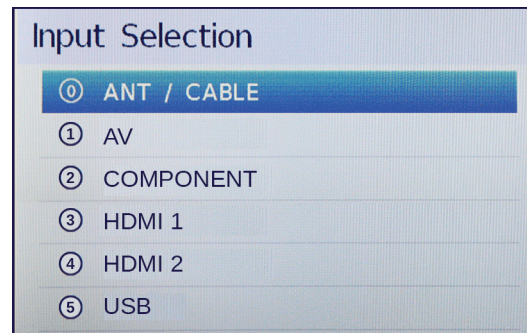 Input Selection
0 ANT / CABLE
1 AV
2 COMPONENT
3 HDMI 1
4 HDMI 2
5 USB